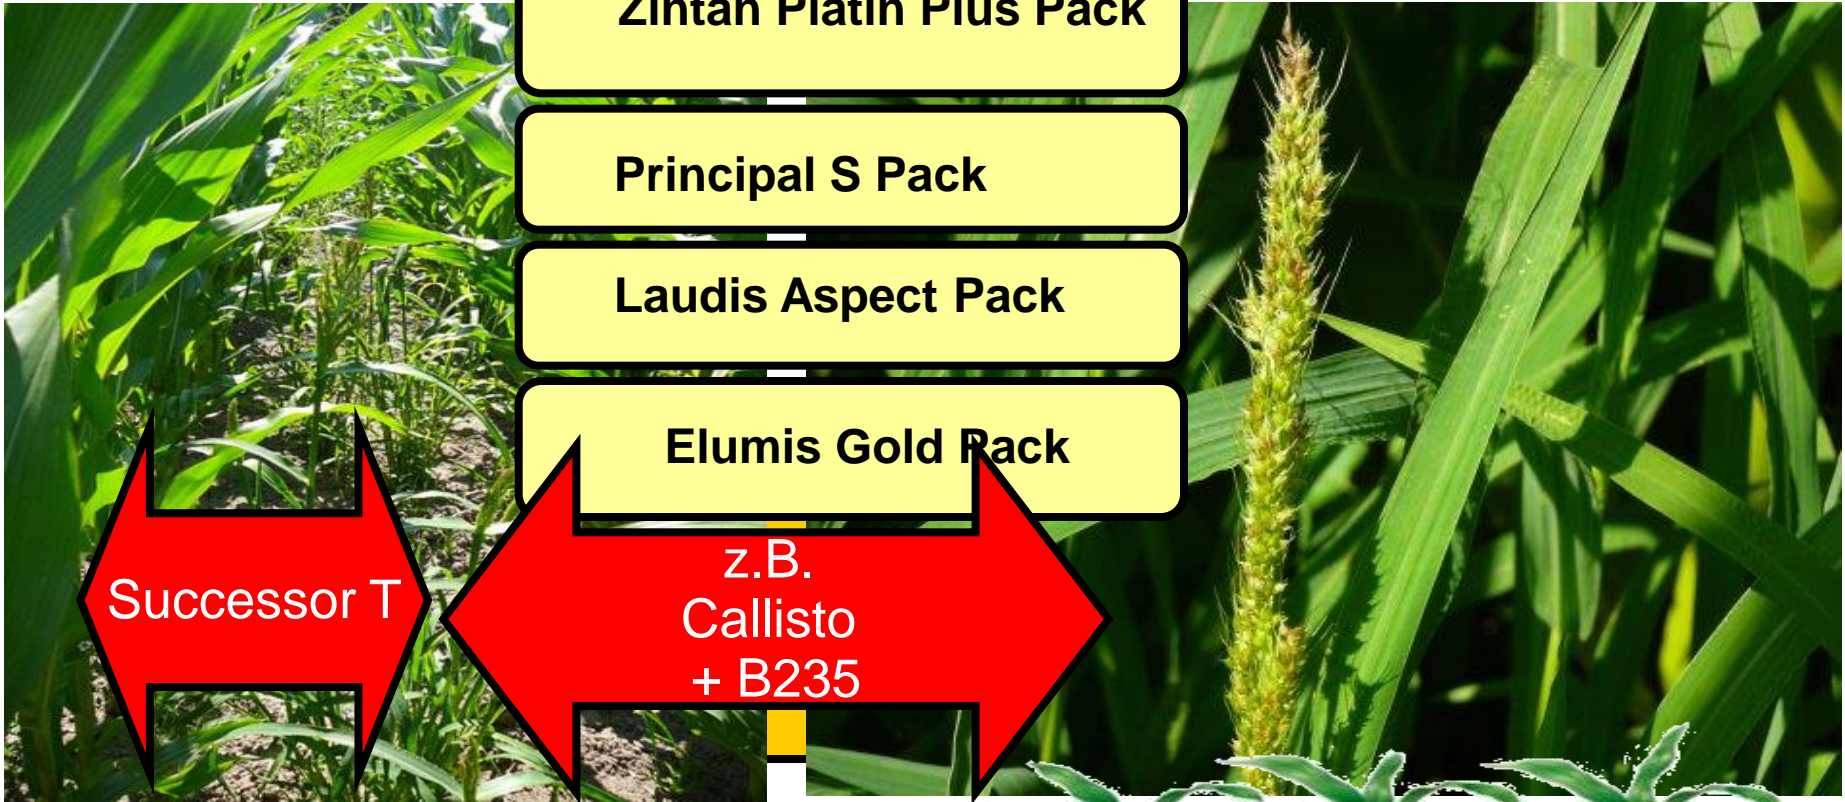 Zintan Platin Plus Pack
Principal S Pack
Laudis Aspect Pack
Elumis Gold Pack
Successor T
z.B.
Callisto
+ B235